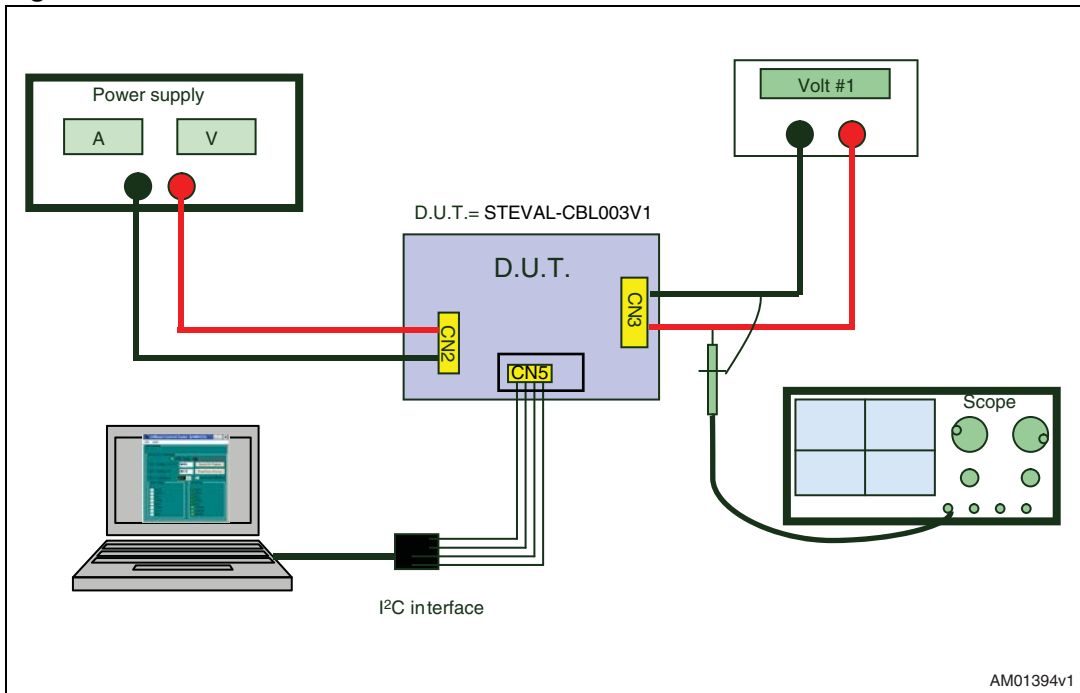 Power supply
A
V
Volt #1
D.U.T.= STEVAL-CBL003V1
D.U.T.
CN2
CN3
CN5
Scope
I²C interface
AM01394v1